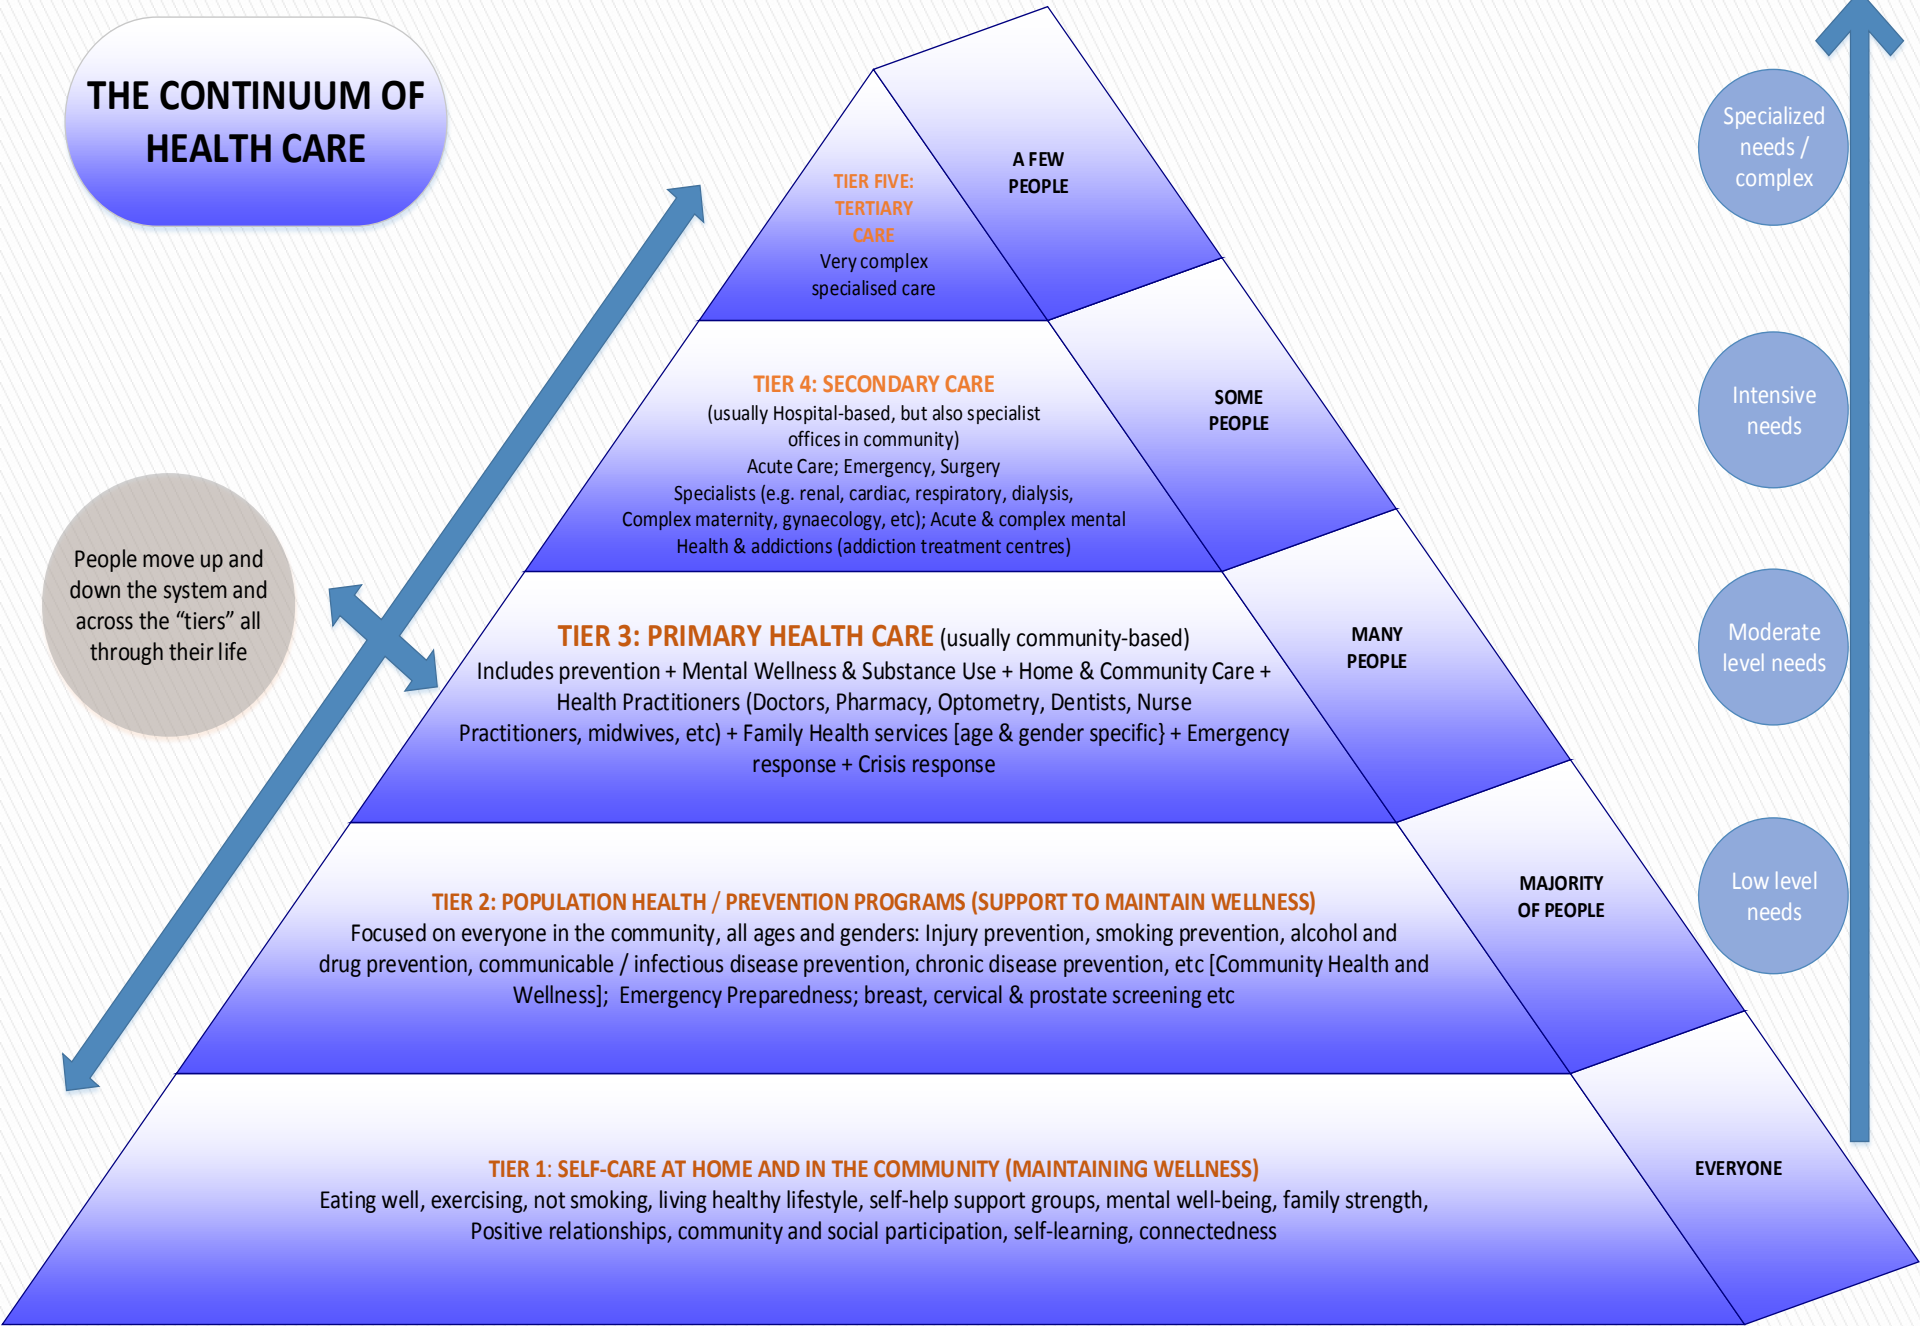 THE CONTINUUM OF
HEALTH CARE
TIER FIVE:
TERTIARY
CARE
Very complex
specialised care
A FEW
PEOPLE
Specialized
needs /
complex
TIER 4: SECONDARY CARE
(usually Hospital-based, but also specialist
offices in community)
Acute Care; Emergency, Surgery
Specialists (e.g. renal, cardiac, respiratory, dialysis,
Complex maternity, gynaecology, etc); Acute & complex mental
Health & addictions (addiction treatment centres)
SOME
PEOPLE
Intensive
needs
People move up and
down the system and
across the “tiers” all
through their life
TIER 3: PRIMARY HEALTH CARE (usually community-based)
Includes prevention + Mental Wellness & Substance Use + Home & Community Care +
Health Practitioners (Doctors, Pharmacy, Optometry, Dentists, Nurse
Practitioners, midwives, etc) + Family Health services [age & gender specific} + Emergency
response + Crisis response
MANY
PEOPLE
Moderate
level needs
TIER 2: POPULATION HEALTH / PREVENTION PROGRAMS (SUPPORT TO MAINTAIN WELLNESS)
Focused on everyone in the community, all ages and genders: Injury prevention, smoking prevention, alcohol and
drug prevention, communicable / infectious disease prevention, chronic disease prevention, etc [Community Health and
Wellness]; Emergency Preparedness; breast, cervical & prostate screening etc
MAJORITY
OF PEOPLE
Low level
needs
TIER 1: SELF-CARE AT HOME AND IN THE COMMUNITY (MAINTAINING WELLNESS)
Eating well, exercising, not smoking, living healthy lifestyle, self-help support groups, mental well-being, family strength,
Positive relationships, community and social participation, self-learning, connectedness
EVERYONE